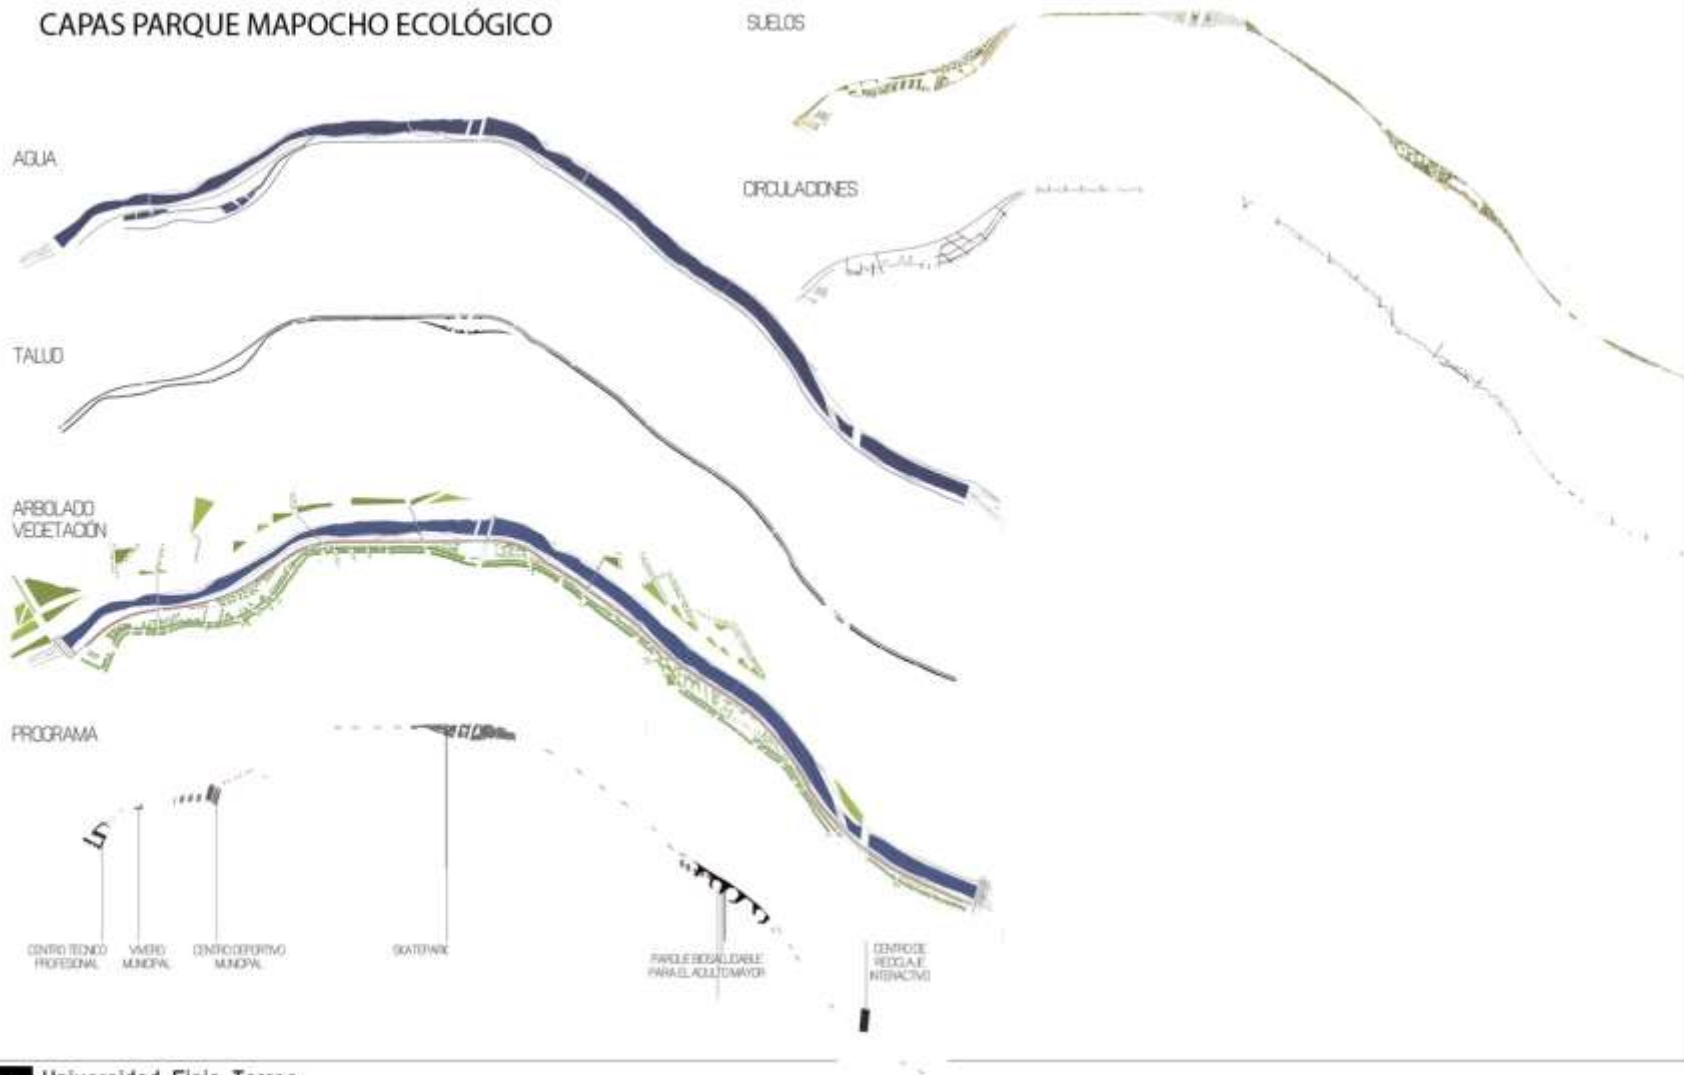 CAPAS PARQUE MAPOCHO ECOLÓGICO
SUELOS
AGUA
CIRCULACIONES
TALUD
ARBOLADO
VEGETACIÓN
PROGRAMA
CENTRO TECNICO
PROFESIONAL
VIVERO
MUNICIPAL
CENTRO DEPORTIVO
MUNICIPAL
SKATEPARK
PARQUE BIOSALUDABLE
PARA EL ADULTO MAYOR
CENTRO DE
RECICLAJE
INTERACTIVO
Universidad Finis Terrae